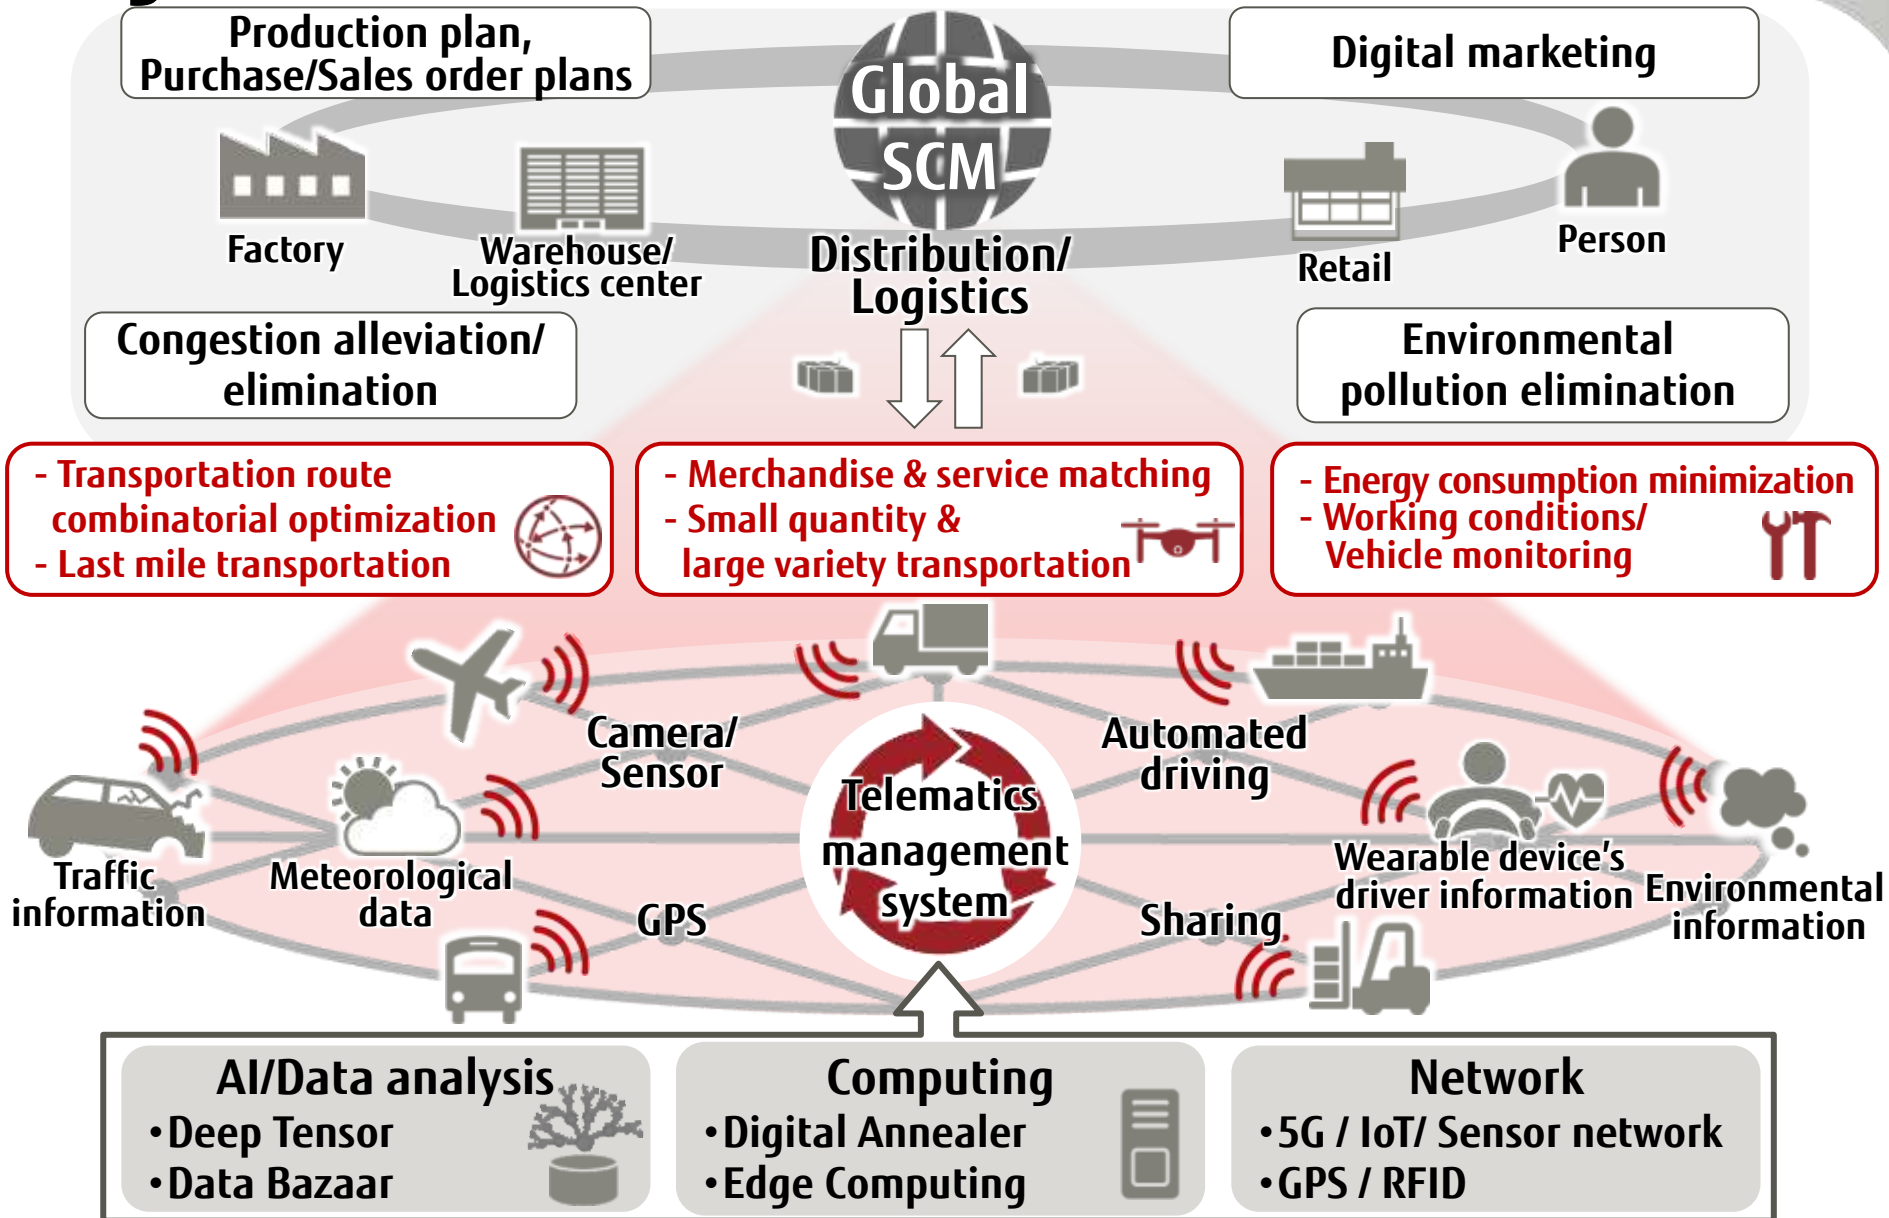 Production plan,
Purchase/Sales order plans
Global
SCM
Digital marketing
Factory
Warehouse/
Logistics center
Distribution/
Logistics
Retail
Person
Congestion alleviation/
elimination
Environmental
pollution elimination
- Transportation route
combinatorial optimization
- Last mile transportation
- Merchandise & service matching
- Small quantity &
large variety transportation
- Energy consumption minimization
- Working conditions/
Vehicle monitoring
Camera/
Sensor
Automated
driving
Telematics
management
system
Traffic
information
Meteorological
data
GPS
Sharing
Wearable device's
driver information
Environmental
information
AI/Data analysis
•Deep Tensor
•Data Bazaar
Computing
•Digital Annealer
•Edge Computing
Network
•5G / IoT/ Sensor network
•GPS / RFID